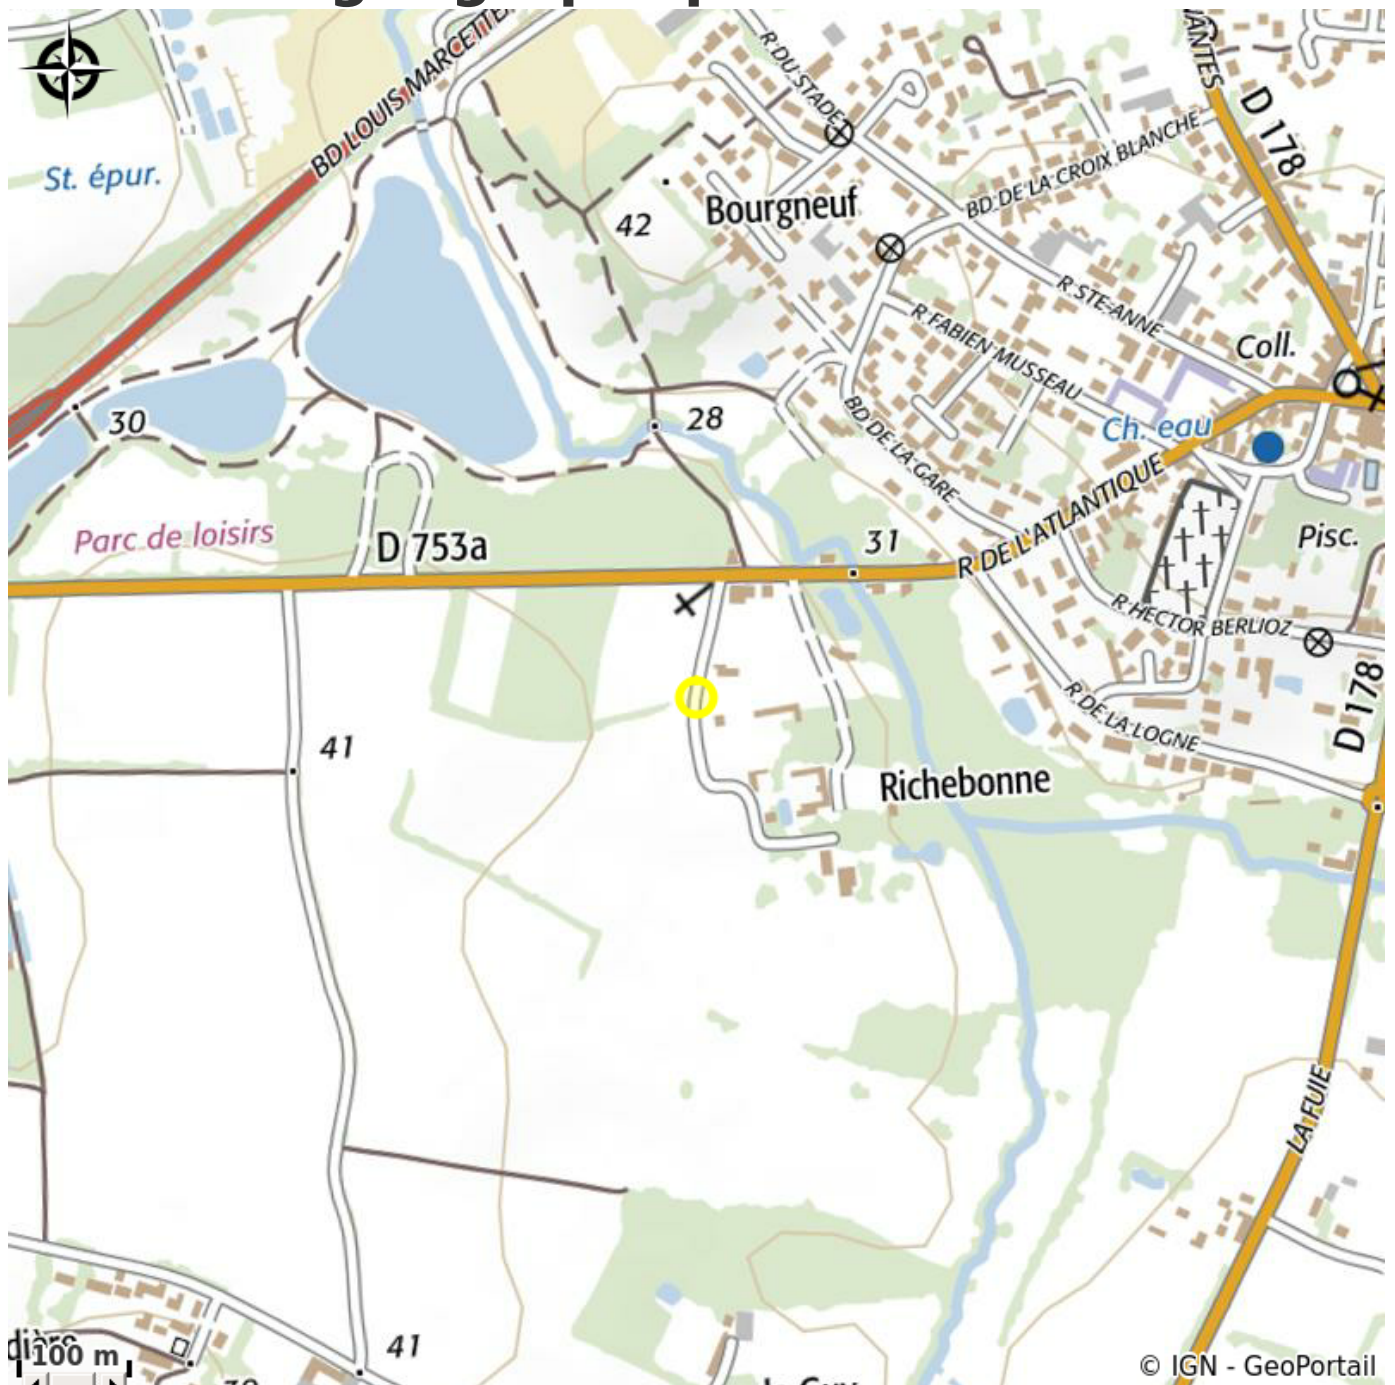 BD LOUIS MARCETTE
R DU STADE
NANTES
D 178
St. épur.
BD DE LA CROIX BLANCHE
Bourgneuf
42
R STE-ANNE
R FABIEN MUSSEAU
Coll.
30
28
BD DE LA GARE
Ch. eau
Parc de loisirs
D 753a
31
R DE L'ATLANTIQUE
Pisc.
R HECTOR BERLIOZ
R DE LA LOGNE
D 178
41
Richebonne
LA FUIE
41
100 m
© IGN - GeoPortail